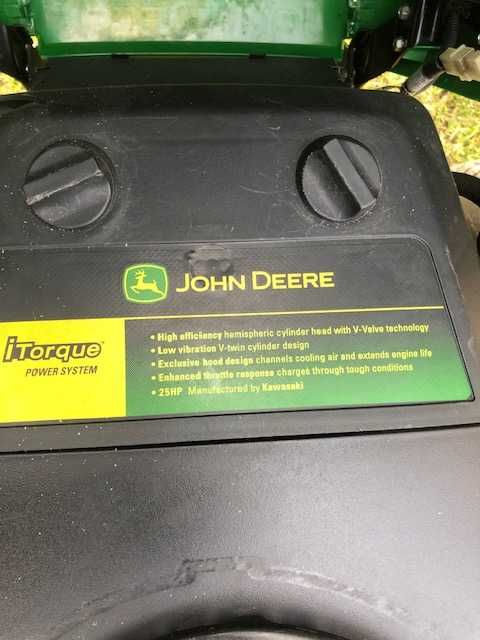 JOHN DEERE
iTorque
POWER SYSTEM
• High efficiency hemispheric cylinder head with V-Valve technology
• Low vibration V-twin cylinder design
• Exclusive hood design channels cooling air and extends engine life
• Enhanced throttle response charges through tough conditions
• 25HP Manufactured by Kawasaki